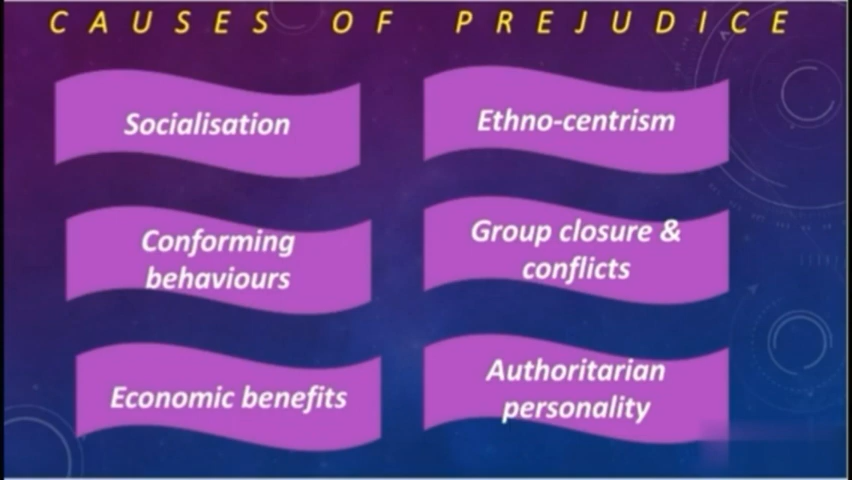 CAUSES OF PREJUDICE
Socialisation
Ethno-centrism
Conforming
behaviours
Group closure &
conflicts
Economic benefits
Authoritarian
personality